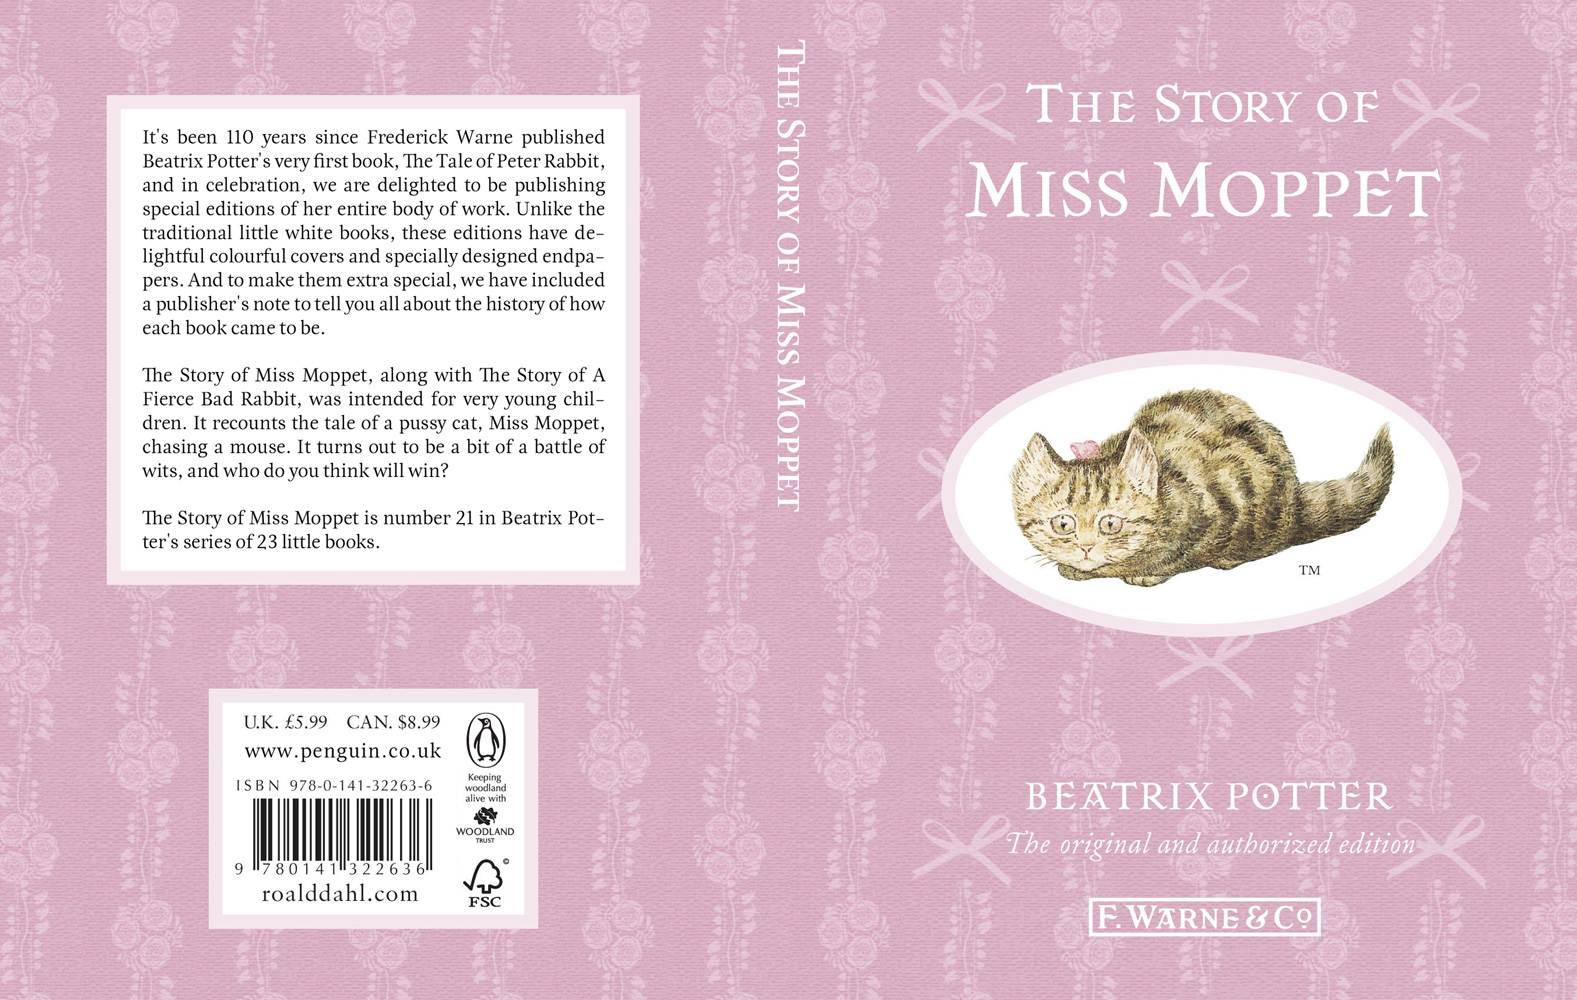 It's been 110 years since Frederick Warne published
Beatrix Potter's very first book, The Tale of Peter Rabbit,
and in celebration, we are delighted to be publishing
special editions of her entire body of work. Unlike the
traditional little white books, these editions have de-
lightful colourful covers and specially designed endpa-
pers. And to make them extra special, we have included
a publisher's note to tell you all about the history of how
each book came to be.
The Story of Miss Moppet, along with The Story of A
Fierce Bad Rabbit, was intended for very young chil-
dren. It recounts the tale of a pussy cat, Miss Moppet,
chasing a mouse. It turns out to be a bit of a battle of
wits, and who do you think will win?
The Story of Miss Moppet is number 21 in Beatrix Pot-
ter's series of 23 little books.
U.K. £5.99 CAN. $8.99
www.penguin.co.uk
ISBN 978-0-141-32263-6
9 780141 322636
roalddahl.com
Keeping
woodland
alive with
WOODLAND
TRUST
©
FSC
THE STORY OF MISS MOPPET
THE STORY OF
MISS MOPPET
TM
BEATRIX POTTER
The original and authorized edition
F. WARNE & Co